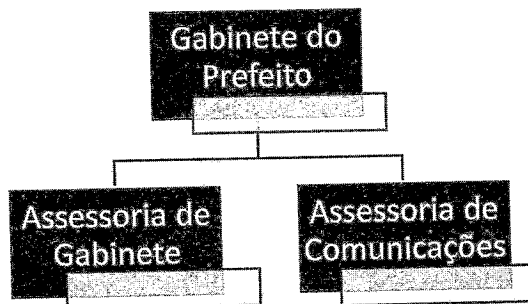 Gabinete do
Prefeito
Assessoria de
Gabinete
Assessoria de
Comunicações